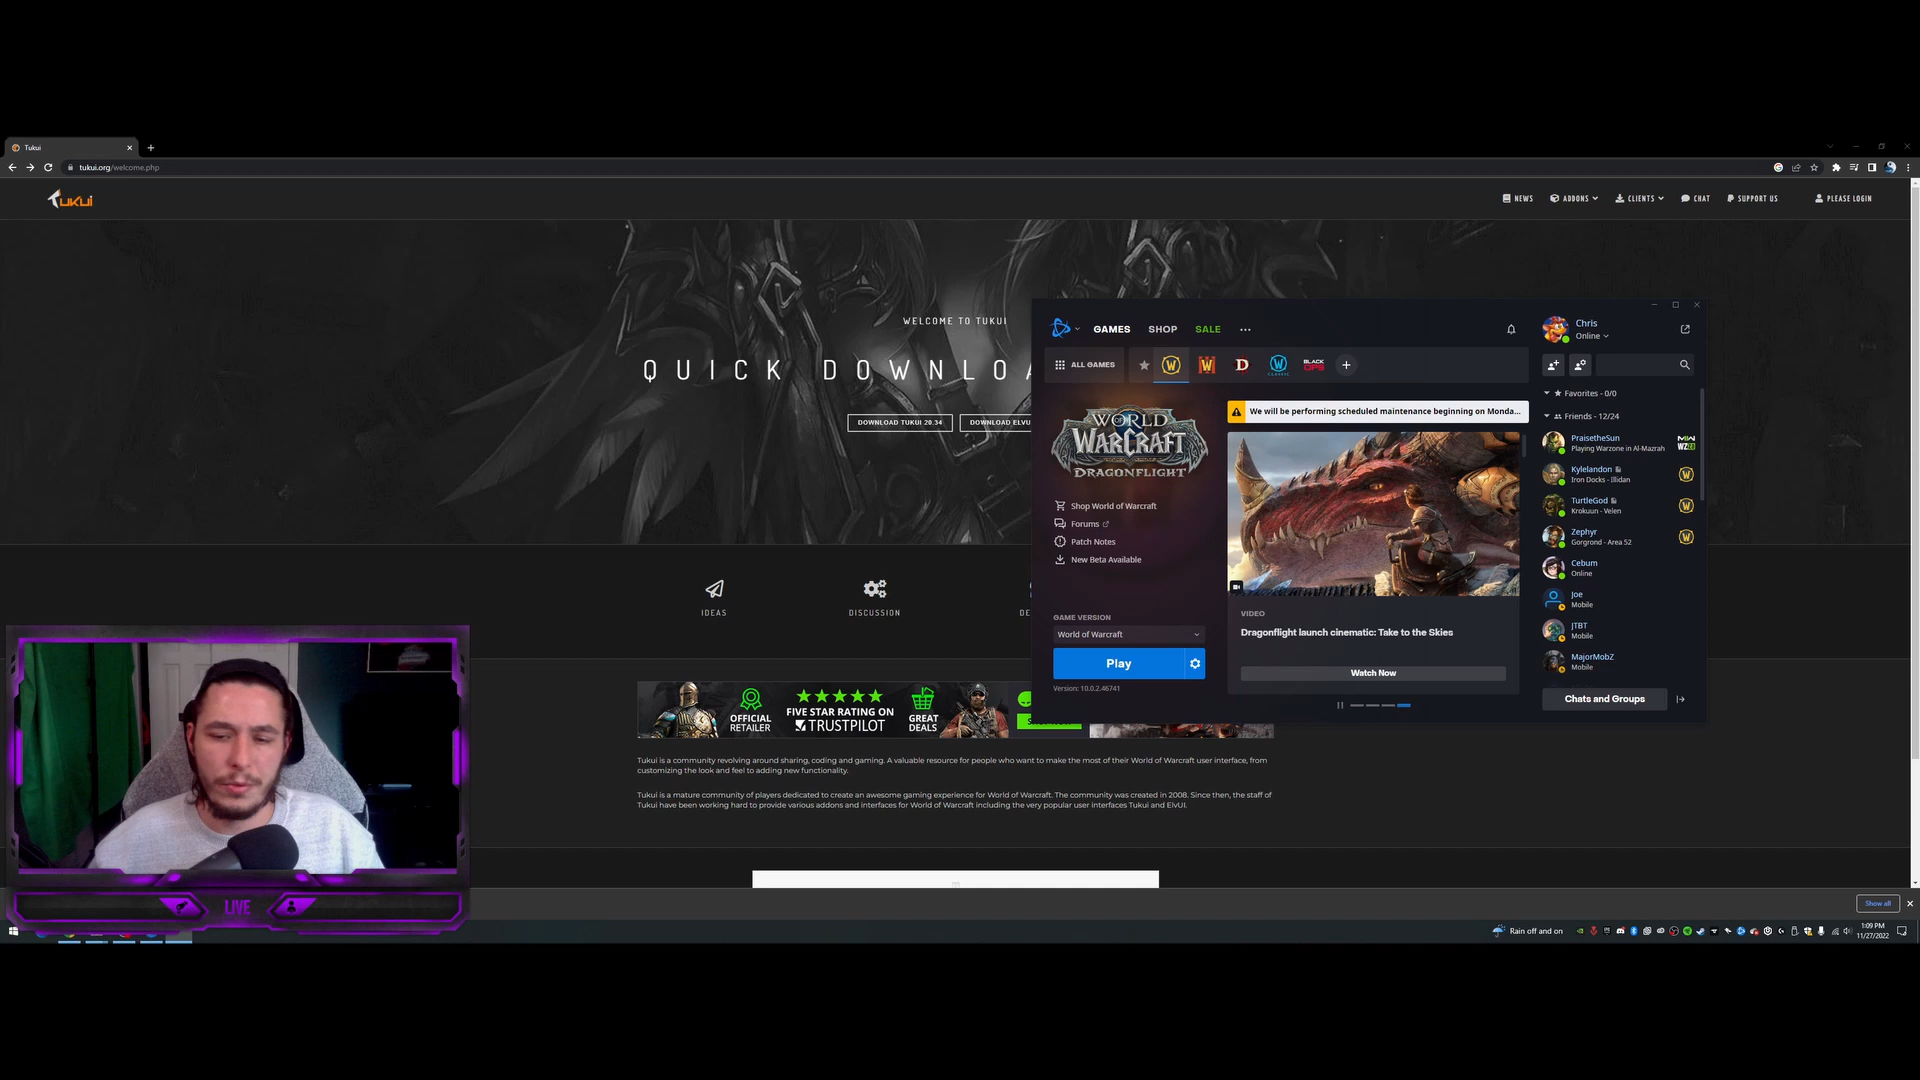 Tukui
tukui.org/welcome.php
TUKUI
NEWS
ADDONS
CLIENTS
CHAT
SUPPORT US
PLEASE LOGIN
WELCOME TO TUKUI
QUICK DOWNLOA
DOWNLOAD TUKUI 20.34
DOWNLOAD ELVU
IDEAS
DISCUSSION
DE
OFFICIAL
RETAILER
FIVE STAR RATING ON
TRUSTPILOT
GREAT
DEALS
Tukui is a community revolving around sharing, coding and gaming. A valuable resource for people who want to make the most of their World of Warcraft user interface, from
customizing the look and feel to adding new functionality.
Tukui is a mature community of players dedicated to create an awesome gaming experience for World of Warcraft. The community was created in 2008. Since then, the staff of
Tukui have been working hard to provide various addons and interfaces for World of Warcraft including the very popular user interfaces Tukui and ElvUI.
GAMES
SHOP
SALE
ALL GAMES
CLASSIC
BLACK
OPS
WORLD
WARCRAFT
DRAGONFLIGHT
Shop World of Warcraft
Forums
Patch Notes
New Beta Available
GAME VERSION
World of Warcraft
Play
Version: 10.0.2.46741
We will be performing scheduled maintenance beginning on Monda...
VIDEO
Dragonflight launch cinematic: Take to the Skies
Watch Now
Chris
Online
Favorites - 0/0
Friends - 12/24
PraisetheSun
Playing Warzone in Al-Mazrah
Kylelandon
Iron Docks - Illidan
TurtleGod
Krokuun - Velen
Zephyr
Gorgrond - Area 52
Cebum
Online
Joe
Mobile
JTBT
Mobile
MajorMobZ
Mobile
Chats and Groups
LIVE
Show all
Rain off and on
1:09 PM
11/27/2022